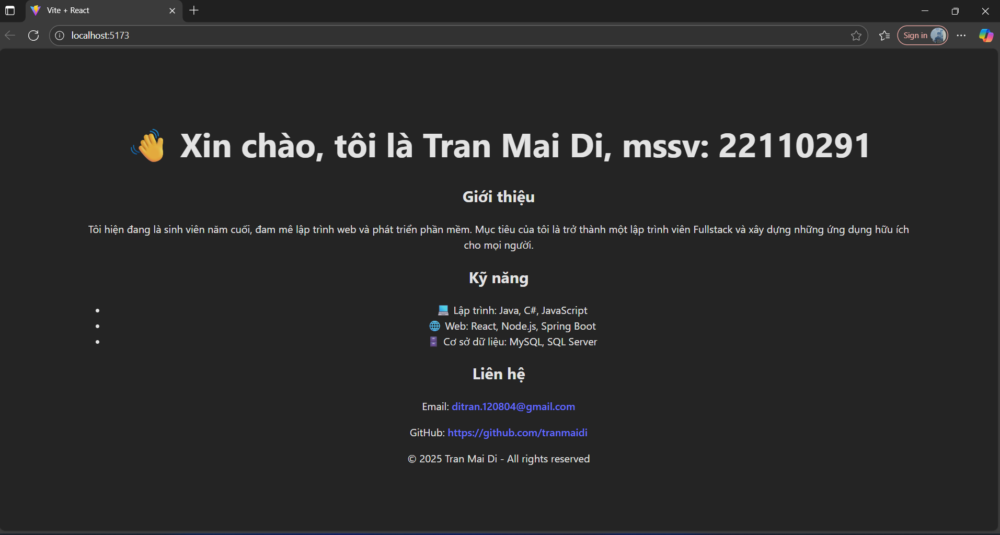 Vite + React
localhost:5173
Sign in
👋 Xin chào, tôi là Tran Mai Di, mssv: 22110291
Giới thiệu
Tôi hiện đang là sinh viên năm cuối, đam mê lập trình web và phát triển phần mềm. Mục tiêu của tôi là trở thành một lập trình viên Fullstack và xây dựng những ứng dụng hữu ích
cho mọi người.
Kỹ năng
• 💻 Lập trình: Java, C#, JavaScript
• 🌐 Web: React, Node.js, Spring Boot
• 🗄️ Cơ sở dữ liệu: MySQL, SQL Server
Liên hệ
Email: ditran.120804@gmail.com
GitHub: https://github.com/tranmaidi
© 2025 Tran Mai Di - All rights reserved